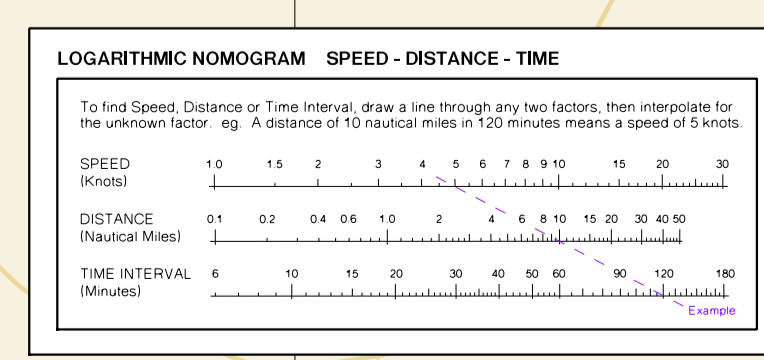 LOGARITHMIC NOMOGRAM SPEED - DISTANCE - TIME
To find Speed, Distance or Time Interval, draw a line through any two factors, then interpolate for
the unknown factor. eg. A distance of 10 nautical miles in 120 minutes means a speed of 5 knots.
SPEED 1.0 1.5 2 3 4 5 6 7 8 9 10 15 20 30
(Knots)
DISTANCE 0.1 0.2 0.4 0.6 1.0 2 4 6 8 10 15 20 30 40 50
(Nautical Miles)
TIME INTERVAL 6 10 15 20 30 40 50 60 90 120 180
(Minutes)
Example